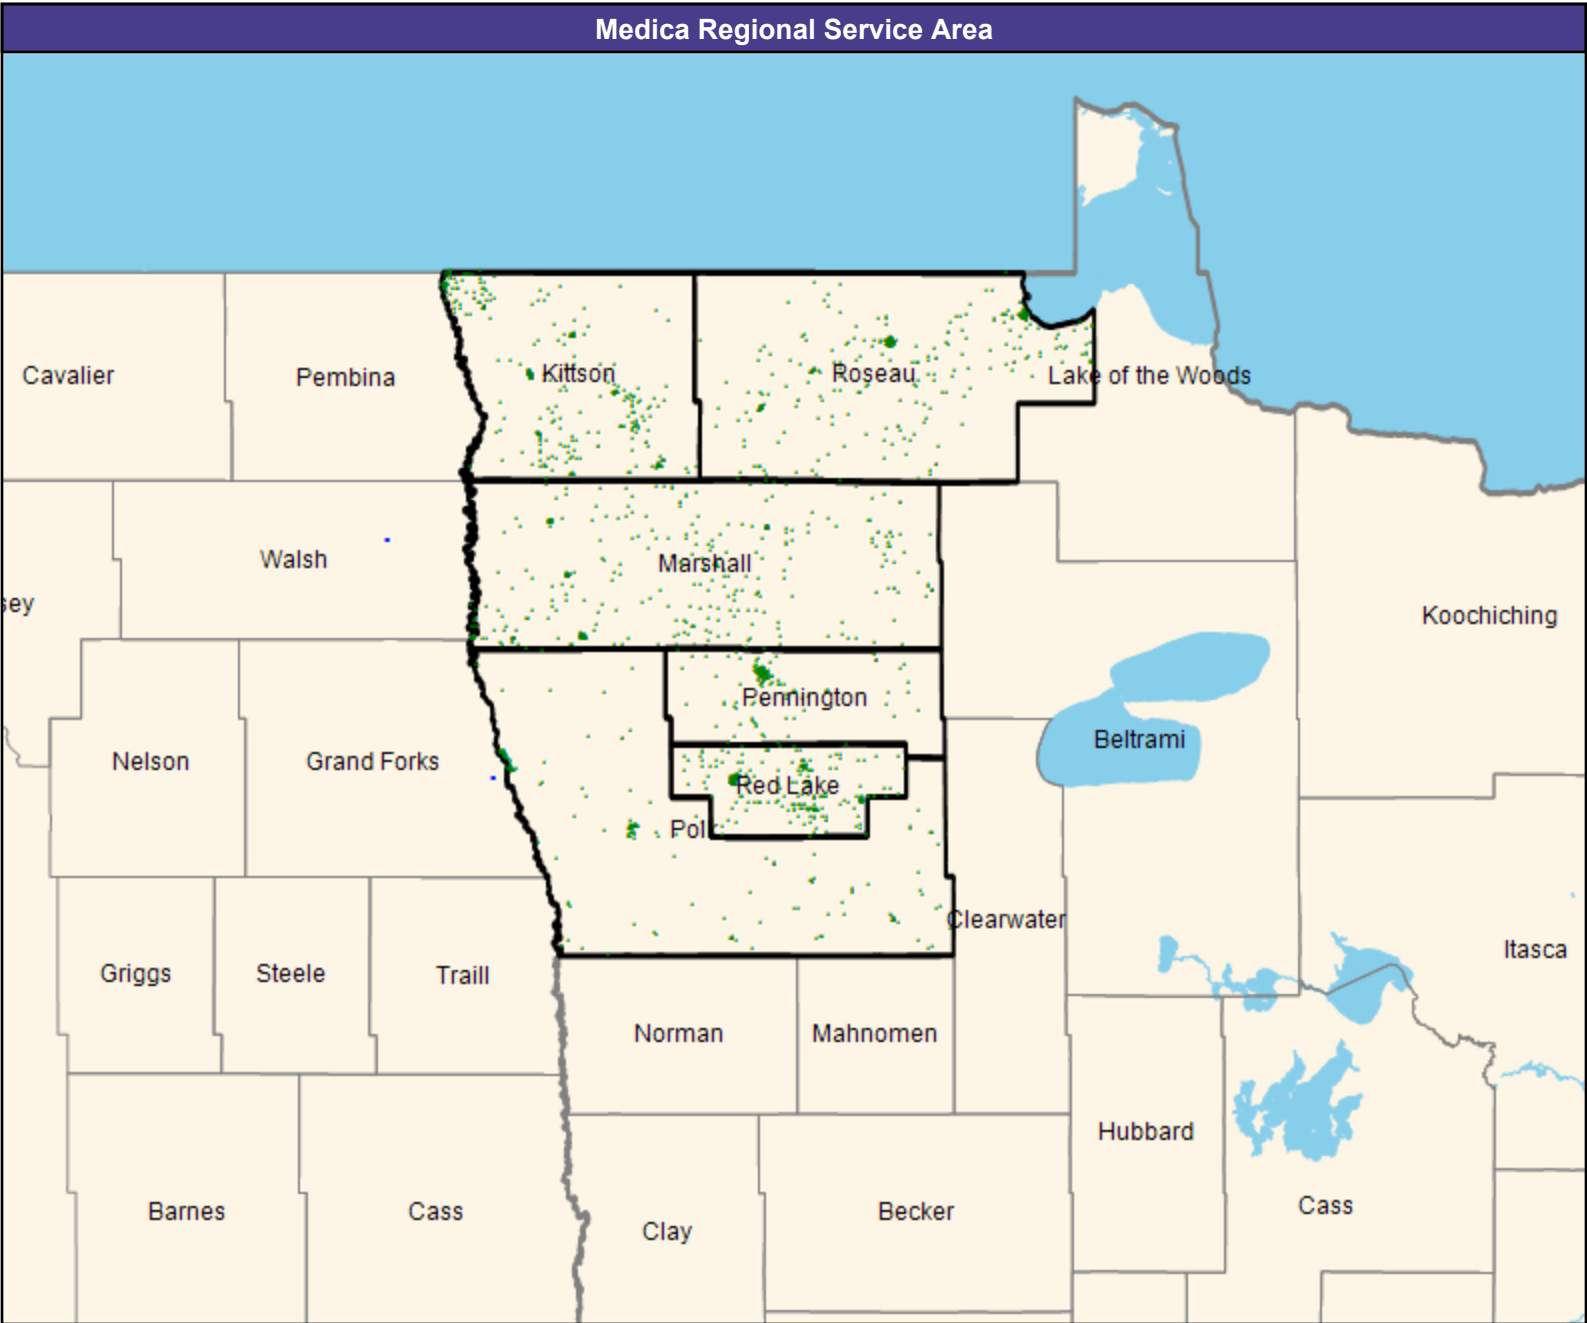 Medica Regional Service Area
Cavalier
Pembina
Kittson
Roseau
Lake of the Woods
Walsh
Marshall
sey
Koochiching
Pennington
Nelson
Grand Forks
Beltrami
Red Lake
Pol
Clearwater
Griggs
Steele
Traill
Itasca
Norman
Mahnomen
Hubbard
Barnes
Cass
Clay
Becker
Cass